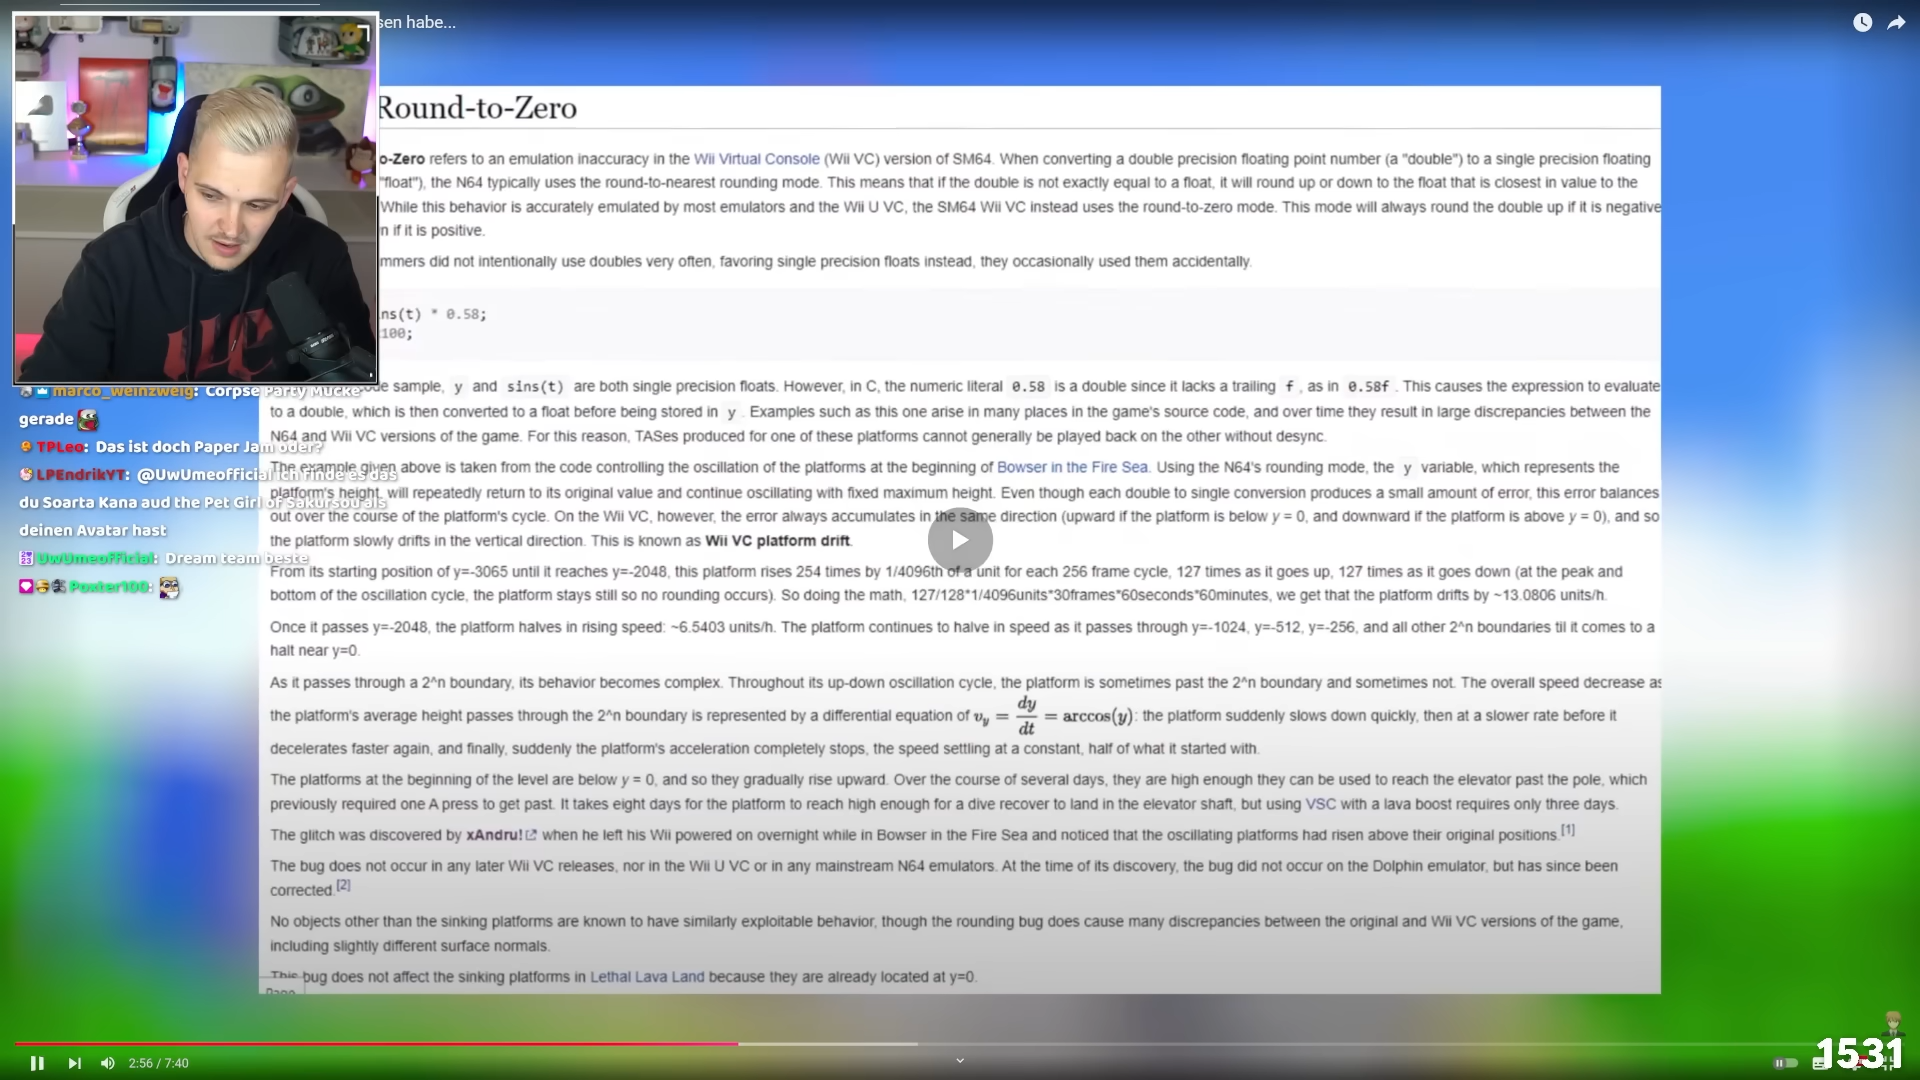 sen habe...
Round-to-Zero
o-Zero refers to an emulation inaccuracy in the Wii Virtual Console (Wii VC) version of SM64. When converting a double precision floating point number (a "double") to a single precision floating
"float"), the N64 typically uses the round-to-nearest rounding mode. This means that if the double is not exactly equal to a float, it will round up or down to the float that is closest in value to the
While this behavior is accurately emulated by most emulators and the Wii U VC, the SM64 Wii VC instead uses the round-to-zero mode. This mode will always round the double up if it is negative
n if it is positive.
mmers did not intentionally use doubles very often, favoring single precision floats instead, they occasionally used them accidentally.
ns(t) * 0.58;
100;
de sample, y and sins(t) are both single precision floats. However, in C, the numeric literal 0.58 is a double since it lacks a trailing f, as in 0.58f. This causes the expression to evaluate
to a double, which is then converted to a float before being stored in y. Examples such as this one arise in many places in the game's source code, and over time they result in large discrepancies between the
N64 and Wii VC versions of the game. For this reason, TASes produced for one of these platforms cannot generally be played back on the other without desync.
The example given above is taken from the code controlling the oscillation of the platforms at the beginning of Bowser in the Fire Sea. Using the N64's rounding mode, the y variable, which represents the
platform's height, will repeatedly return to its original value and continue oscillating with fixed maximum height. Even though each double to single conversion produces a small amount of error, this error balances
out over the course of the platform's cycle. On the Wii VC, however, the error always accumulates in the same direction (upward if the platform is below y = 0, and downward if the platform is above y = 0), and so
the platform slowly drifts in the vertical direction. This is known as Wii VC platform drift.
From its starting position of y=-3065 until it reaches y=-2048, this platform rises 254 times by 1/4096th of a unit for each 256 frame cycle, 127 times as it goes up, 127 times as it goes down (at the peak and
bottom of the oscillation cycle, the platform stays still so no rounding occurs). So doing the math, 127/128*1/4096units*30frames*60seconds*60minutes, we get that the platform drifts by ~13.0806 units/h.
Once it passes y=-2048, the platform halves in rising speed: ~6.5403 units/h. The platform continues to halve in speed as it passes through y=-1024, y=-512, y=-256, and all other 2^n boundaries til it comes to a
halt near y=0.
As it passes through a 2^n boundary, its behavior becomes complex. Throughout its up-down oscillation cycle, the platform is sometimes past the 2^n boundary and sometimes not. The overall speed decrease as
the platform's average height passes through the 2^n boundary is represented by a differential equation of v_y = dy/dt = arccos(y): the platform suddenly slows down quickly, then at a slower rate before it
decelerates faster again, and finally, suddenly the platform's acceleration completely stops, the speed settling at a constant, half of what it started with.
The platforms at the beginning of the level are below y = 0, and so they gradually rise upward. Over the course of several days, they are high enough they can be used to reach the elevator past the pole, which
previously required one A press to get past. It takes eight days for the platform to reach high enough for a dive recover to land in the elevator shaft, but using VSC with a lava boost requires only three days.
The glitch was discovered by xAndru! when he left his Wii powered on overnight while in Bowser in the Fire Sea and noticed that the oscillating platforms had risen above their original positions.[1]
The bug does not occur in any later Wii VC releases, nor in the Wii U VC or in any mainstream N64 emulators. At the time of its discovery, the bug did not occur on the Dolphin emulator, but has since been
corrected.[2]
No objects other than the sinking platforms are known to have similarly exploitable behavior, though the rounding bug does cause many discrepancies between the original and Wii VC versions of the game,
including slightly different surface normals.
This bug does not affect the sinking platforms in Lethal Lava Land because they are already located at y=0.
marco_weinzweig: Corpse Party Mucke
gerade
TPLeo: Das ist doch Paper Jam oder?
LPEndrikYT: @UwUmeofficial ich finde es das
du Soarta Kana aud the Pet Girl of Sakursou als
deinen Avatar hast
UwUmeofficial: Dream team beste
Poxter100:
2:56 / 7:40
1531